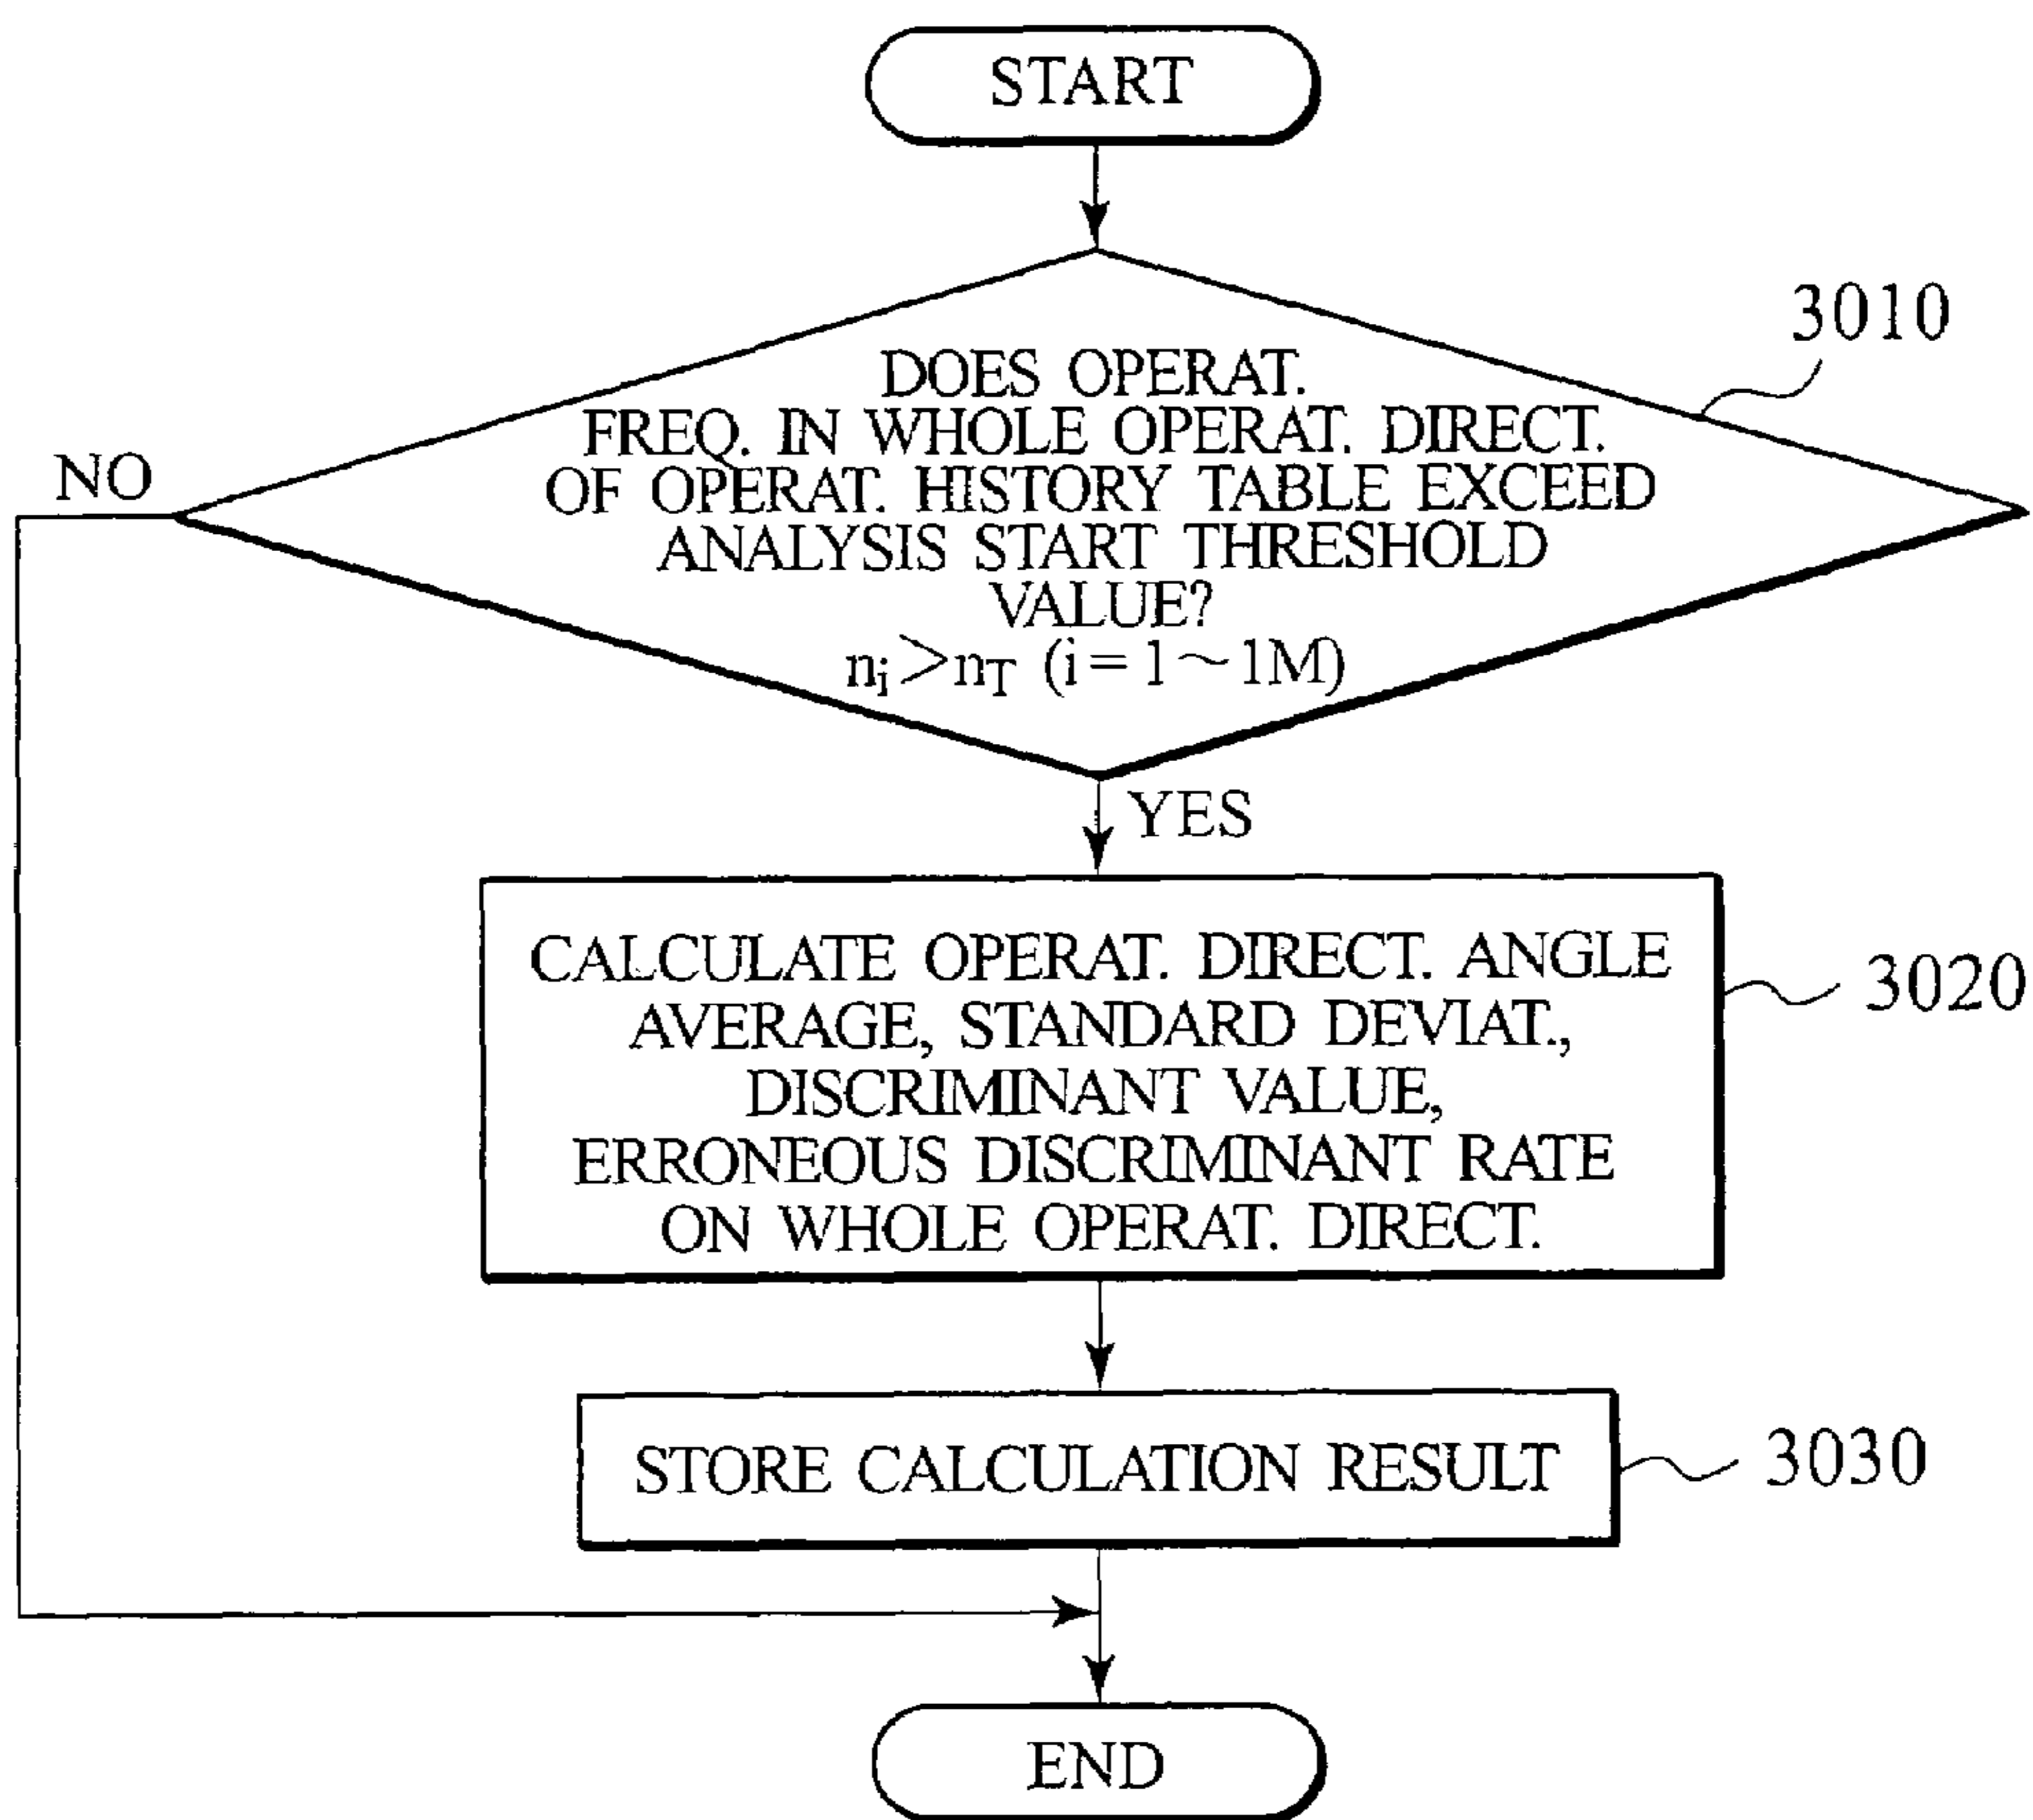 START
3010
DOES OPERAT.
FREQ. IN WHOLE OPERAT. DIRECT.
OF OPERAT. HISTORY TABLE EXCEED
ANALYSIS START THRESHOLD
VALUE?
nᵢ>n_T (i=1～1M)
NO
YES
CALCULATE OPERAT. DIRECT. ANGLE
AVERAGE, STANDARD DEVIAT.,
DISCRIMINANT VALUE,
ERRONEOUS DISCRIMINANT RATE
ON WHOLE OPERAT. DIRECT.
3020
STORE CALCULATION RESULT
3030
END